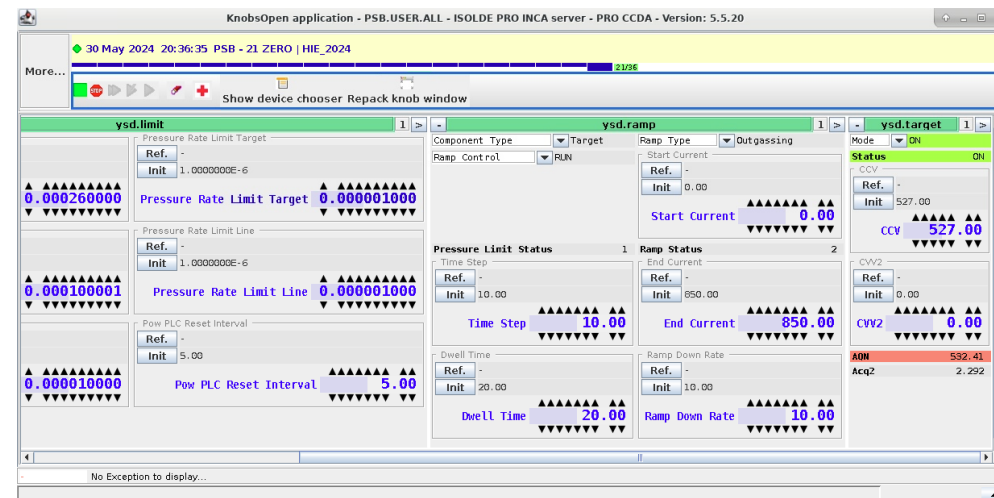 KnobsOpen application - PSB.USER.ALL - ISOLDE PRO INCA server - PRO CCDA - Version: 5.5.20
More...
30 May 2024 20:36:35 PSB - 21 ZERO | HIE_2024
21/36
STOP
Show device chooser Repack knob window
ysd.limit 1 >
Pressure Rate Limit Target
Ref. -
Init 1.0000000E-6
0.000260000 Pressure Rate Limit Target 0.000001000
Pressure Rate Limit Line
Ref. -
Init 1.0000000E-6
0.000100001 Pressure Rate Limit Line 0.000001000
Pow PLC Reset Interval
Ref. -
Init 5.00
0.000010000 Pow PLC Reset Interval 5.00
- ysd.ramp 1 >
Component Type Target Ramp Type Outgassing
Ramp Control RUN
Start Current
Ref. -
Init 0.00
Start Current 0.00
Pressure Limit Status 1 Ramp Status 2
Time Step
Ref. -
Init 10.00
Time Step 10.00
End Current
Ref. -
Init 850.00
End Current 850.00
Dwell Time
Ref. -
Init 20.00
Dwell Time 20.00
Ramp Down Rate
Ref. -
Init 10.00
Ramp Down Rate 10.00
- ysd.target 1 >
Mode ON
Status ON
CCV
Ref. -
Init 527.00
CCV 527.00
CVV2
Ref. -
Init 0.00
CVV2 0.00
AQN 532.41
Acq2 2.292
- No Exception to display...